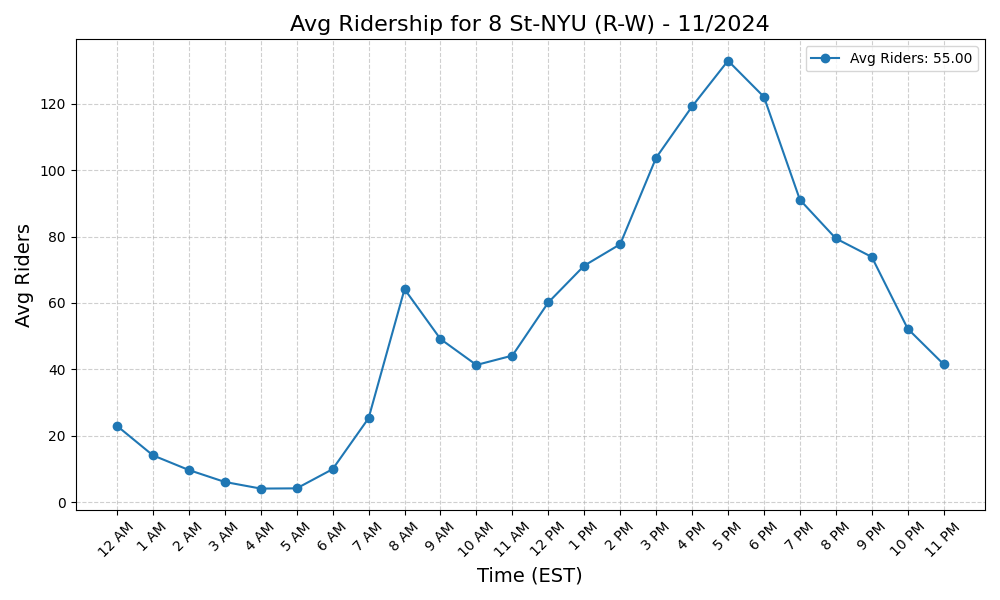 Avg Ridership for 8 St-NYU (R-W) - 11/2024
Avg Riders: 55.00
Avg Riders
120
100
80
60
40
20
0
12 AM
1 AM
2 AM
3 AM
4 AM
5 AM
6 AM
7 AM
8 AM
9 AM
10 AM
11 AM
12 PM
1 PM
2 PM
3 PM
4 PM
5 PM
6 PM
7 PM
8 PM
9 PM
10 PM
11 PM
Time (EST)